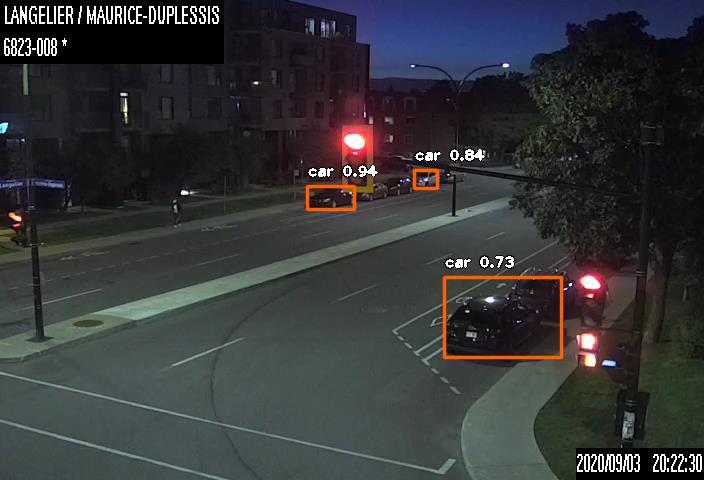 LANGELIER / MAURICE-DUPLESSIS
6823-008 *
car 0.84
car 0.94
Langelier
car 0.73
2020/09/03 20:22:30